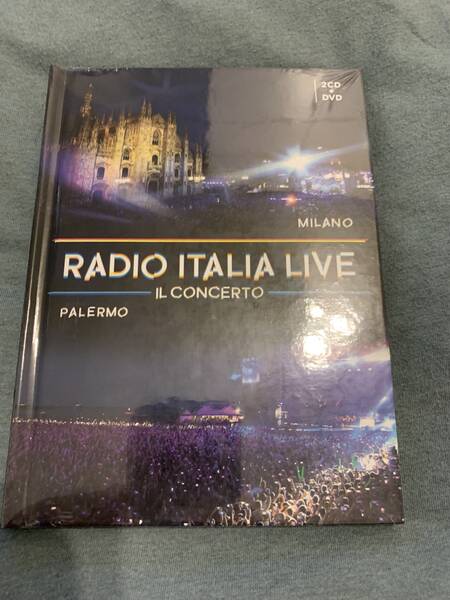 2CD
+
DVD
MILANO
RADIO ITALIA LIVE
IL CONCERTO
PALERMO